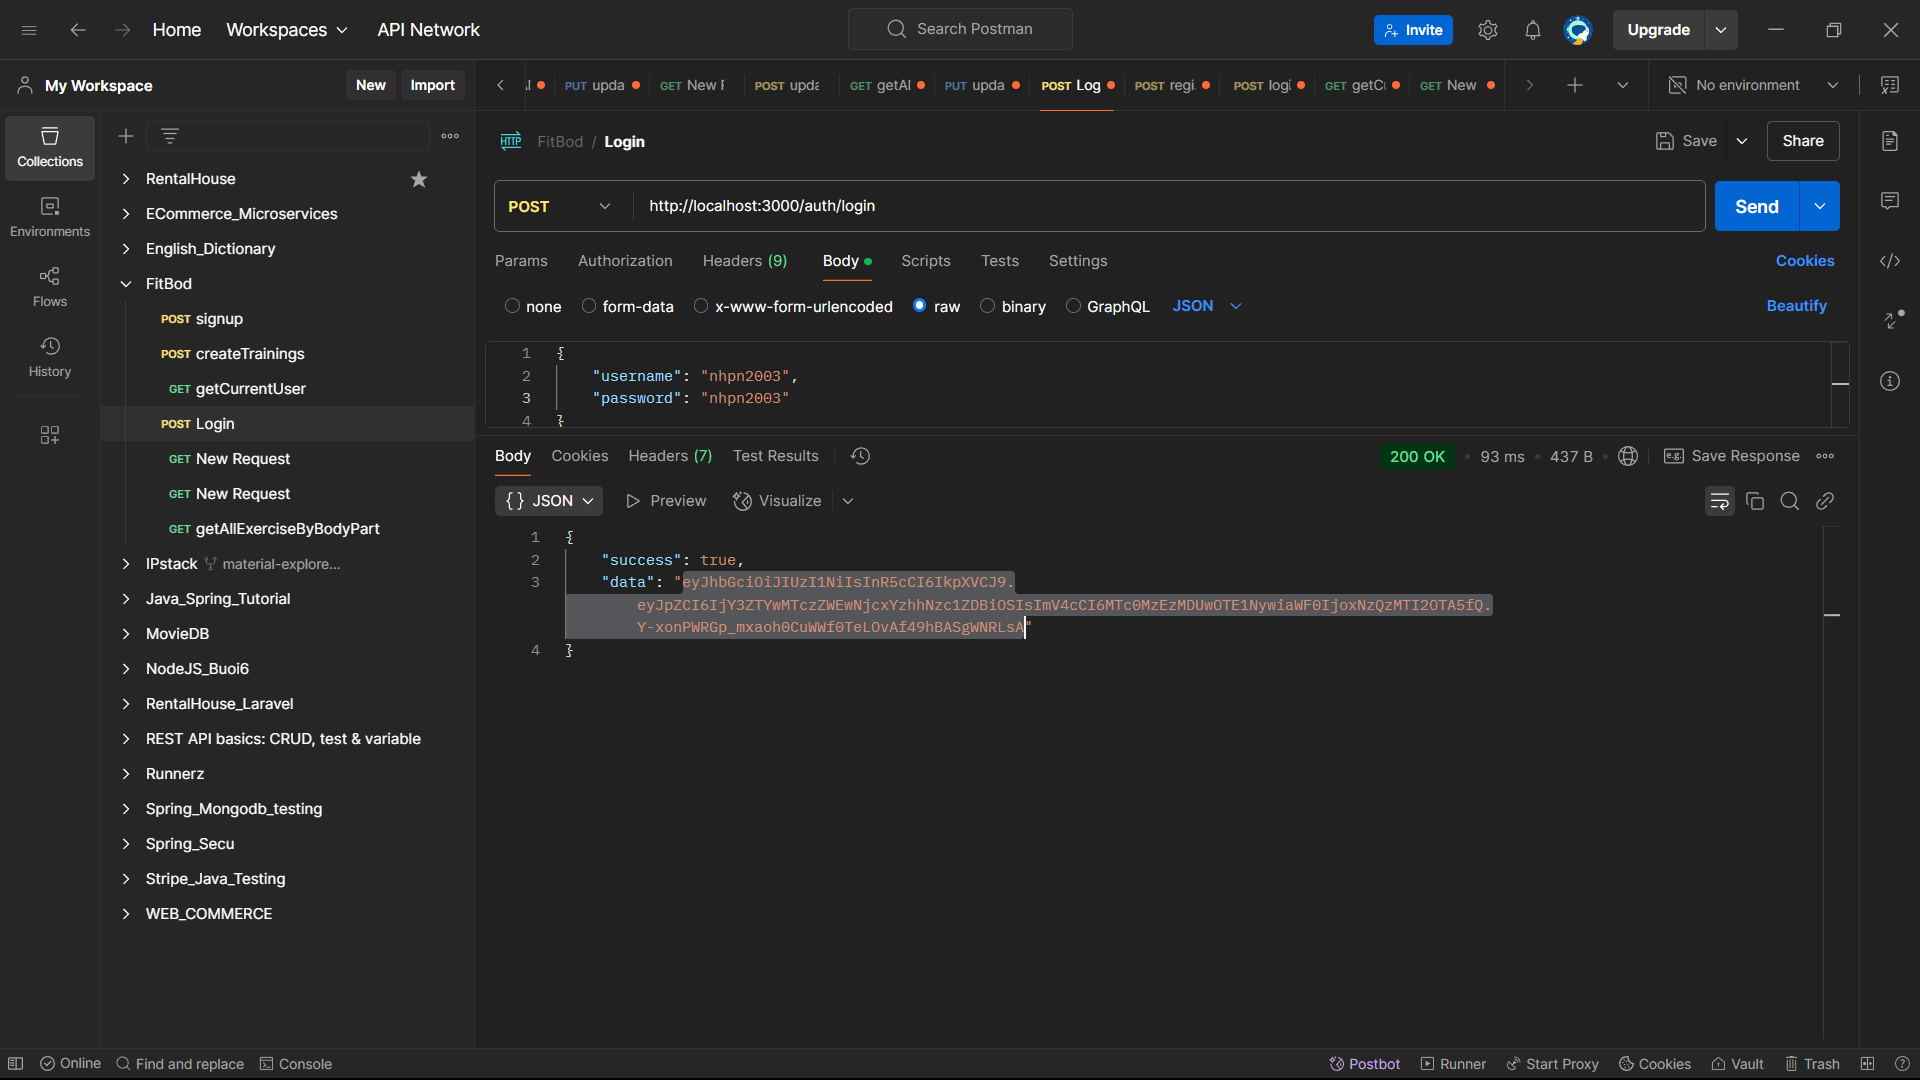 Home Workspaces API Network Search Postman Invite Upgrade
My Workspace New Import
PUT upda GET New F POST upda GET getAl PUT upda POST Log POST regi. POST logi GET getCu GET New No environment
Collections
Environments
Flows
History
RentalHouse
ECommerce_Microservices
English_Dictionary
FitBod
POST signup
POST createTrainings
GET getCurrentUser
POST Login
GET New Request
GET New Request
GET getAllExerciseByBodyPart
IPstack material-explore...
Java_Spring_Tutorial
MovieDB
NodeJS_Buoi6
RentalHouse_Laravel
REST API basics: CRUD, test & variable
Runnerz
Spring_Mongodb_testing
Spring_Secu
Stripe_Java_Testing
WEB_COMMERCE
HTTP FitBod / Login Save Share
POST http://localhost:3000/auth/login Send
Params Authorization Headers (9) Body Scripts Tests Settings Cookies
none form-data x-www-form-urlencoded raw binary GraphQL JSON Beautify
1 {
2 "username": "nhpn2003",
3 "password": "nhpn2003"
4 }
Body Cookies Headers (7) Test Results 200 OK • 93 ms • 437 B • e.g. Save Response
{} JSON Preview Visualize
1 {
2 "success": true,
3 "data": "eyJhbGciOiJIUzI1NiIsInR5cCI6IkpXVCJ9.
eyJpZCI6IjY3ZTYwMTczZWEwNjcxYzhhNzc1ZDBiOSIsImV4cCI6MTc0MzEzMDUwOTE1NywiaWF0IjoxNzQzMTI2OTA5fQ.
Y-xonPWRGp_mxaoh0CuWWf0TeLOvAf49hBASgWNRLsA"
4 }
Online Find and replace Console Postbot Runner Start Proxy Cookies Vault Trash